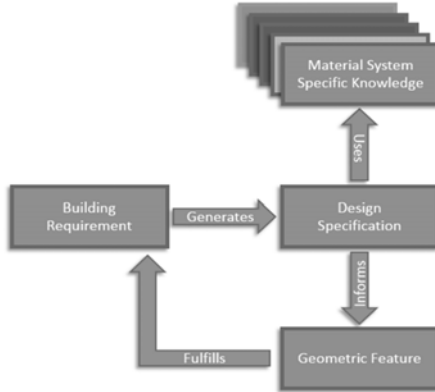 Material System
Specific Knowledge
Uses
Building
Requirement
Generates
Design
Specification
Informs
Fulfills
Geometric Feature